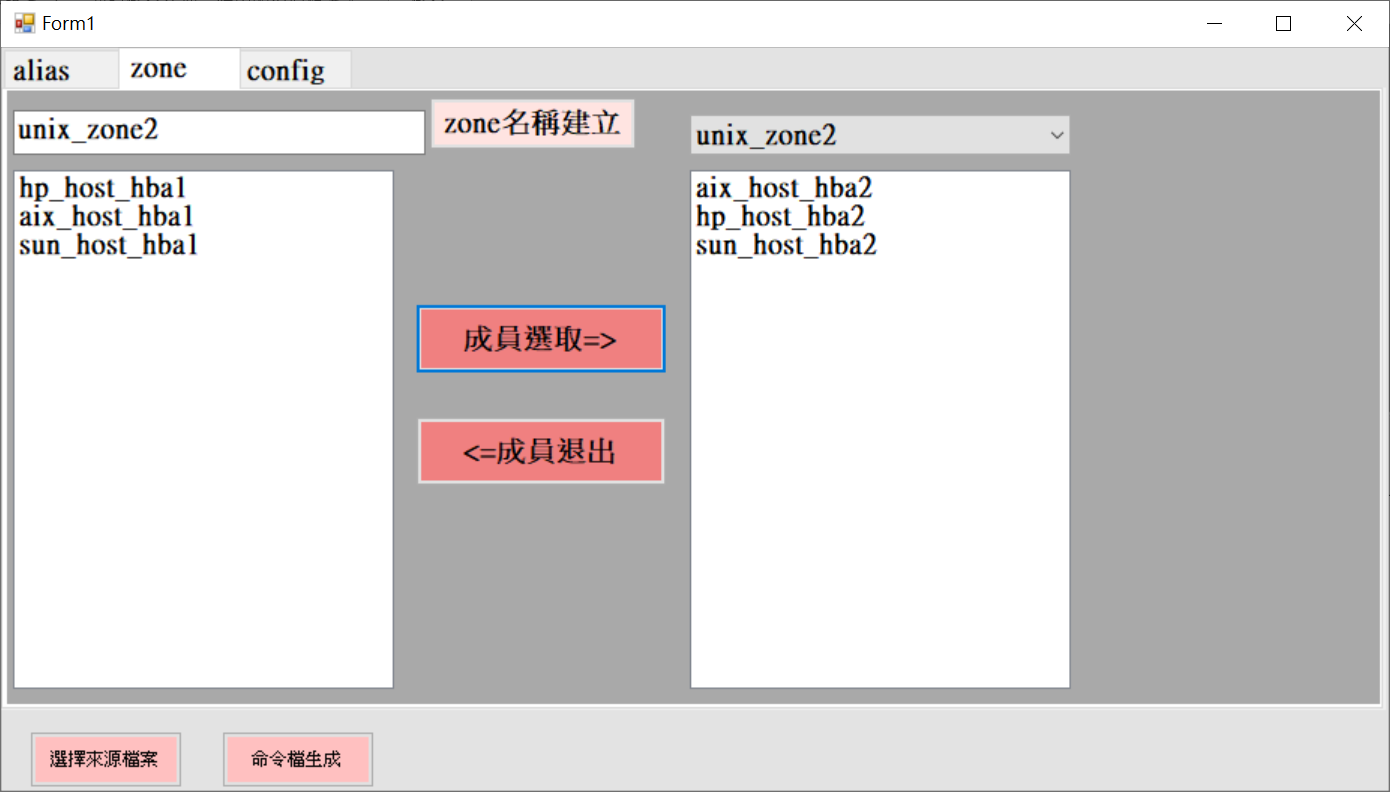 Form1
alias
zone
config
unix_zone2
zone名稱建立
unix_zone2
hp_host_hba1
aix_host_hba1
sun_host_hba1
成員選取=>
<=成員退出
aix_host_hba2
hp_host_hba2
sun_host_hba2
選擇來源檔案
命令檔生成